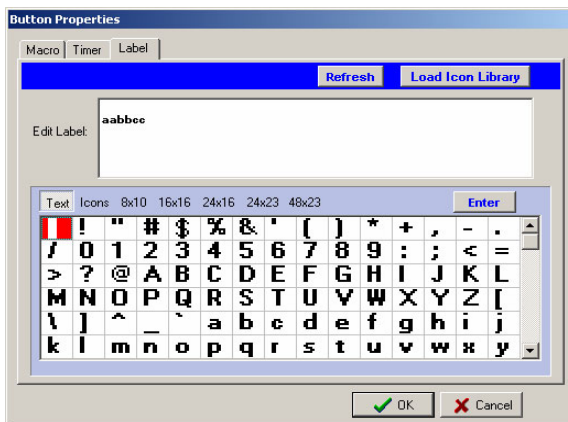 Button Properties
Macro Timer Label
Refresh Load Icon Library
Edit Label: aabbcc
Text Icons 8x10 16x16 24x16 24x23 48x23 Enter
! " # $ % & ' ( ) * + , - .
/ 0 1 2 3 4 5 6 7 8 9 : ; < =
> ? @ A B C D E F G H I J K L
M N O P Q R S T U V W X Y Z [
\ ] ^ _ ` a b c d e f g h i j
k l m n o p q r s t u v w x y
OK Cancel